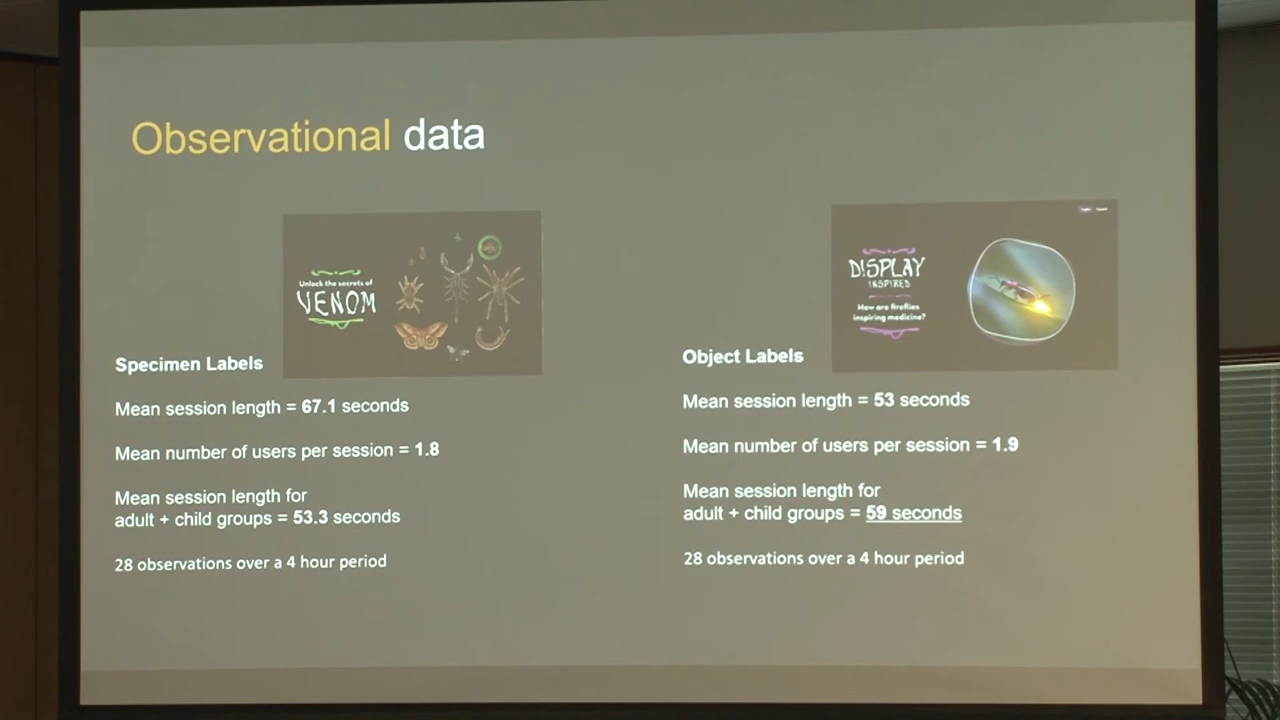 Observational data
Unlock the secrets of
VENOM
Specimen Labels
Mean session length = 67.1 seconds
Mean number of users per session = 1.8
Mean session length for
adult + child groups = 53.3 seconds
28 observations over a 4 hour period
DISPLAY
INSPIRED
How are fireflies
inspiring medicine?
Object Labels
Mean session length = 53 seconds
Mean number of users per session = 1.9
Mean session length for
adult + child groups = 59 seconds
28 observations over a 4 hour period